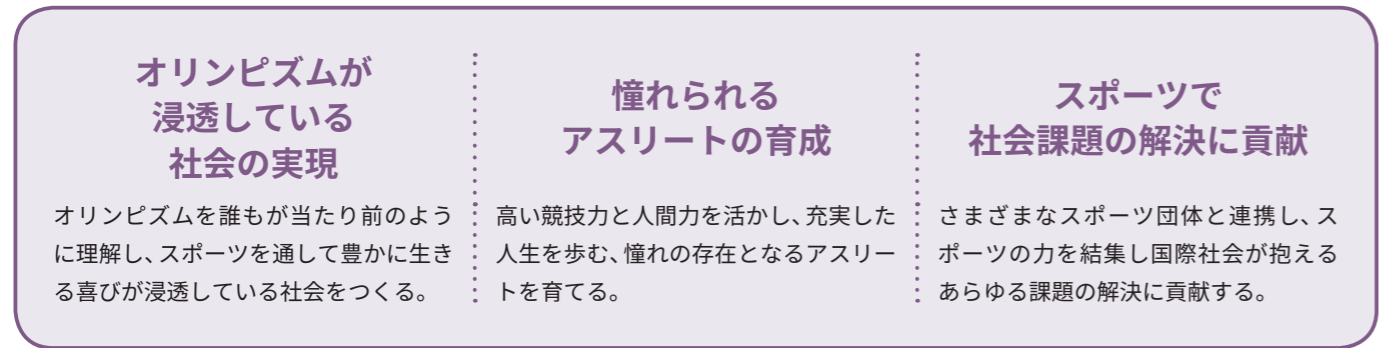 オリンピズムが
浸透している
社会の実現
オリンピズムを誰もが当たり前のよう
に理解し、スポーツを通して豊かに生き
る喜びが浸透している社会をつくる。
憧れられる
アスリートの育成
高い競技力と人間力を活かし、充実した
人生を歩む、憧れの存在となるアスリー
トを育てる。
スポーツで
社会課題の解決に貢献
さまざまなスポーツ団体と連携し、ス
ポーツの力を結集し国際社会が抱える
あらゆる課題の解決に貢献する。